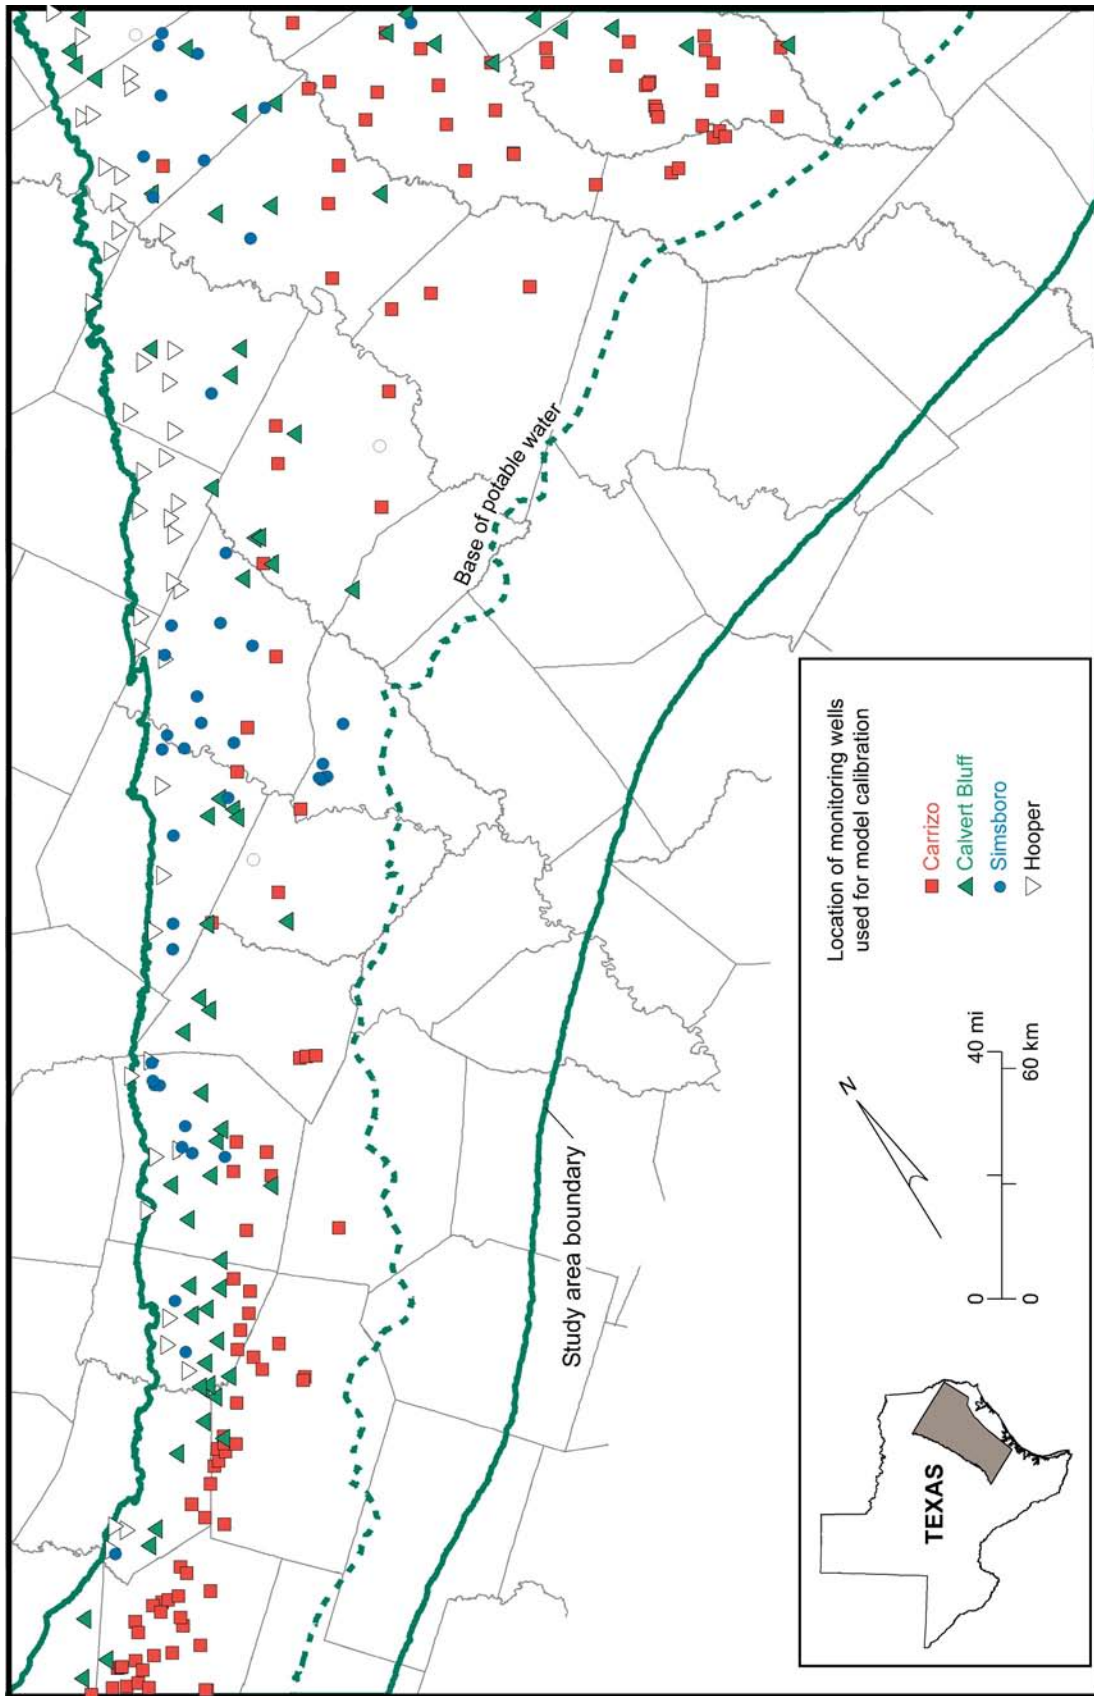 Base of potable water
Study area boundary
Location of monitoring wells
used for model calibration
Carrizo
Calvert Bluff
Simsboro
Hooper
N
0
40 mi
0
60 km
TEXAS